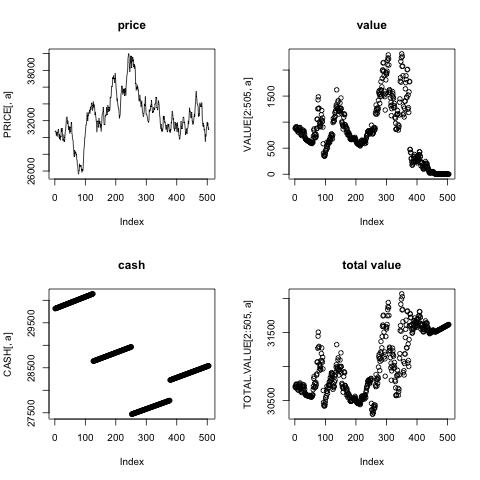 price
PRICE[, a]
26000 32000 38000
0 100 200 300 400 500
Index
value
VALUE[2:505, a]
0 500 1500
0 100 200 300 400 500
Index
cash
CASH[, a]
27500 28500 29500
0 100 200 300 400 500
Index
total value
TOTAL.VALUE[2:505, a]
30500 31500
0 100 200 300 400 500
Index